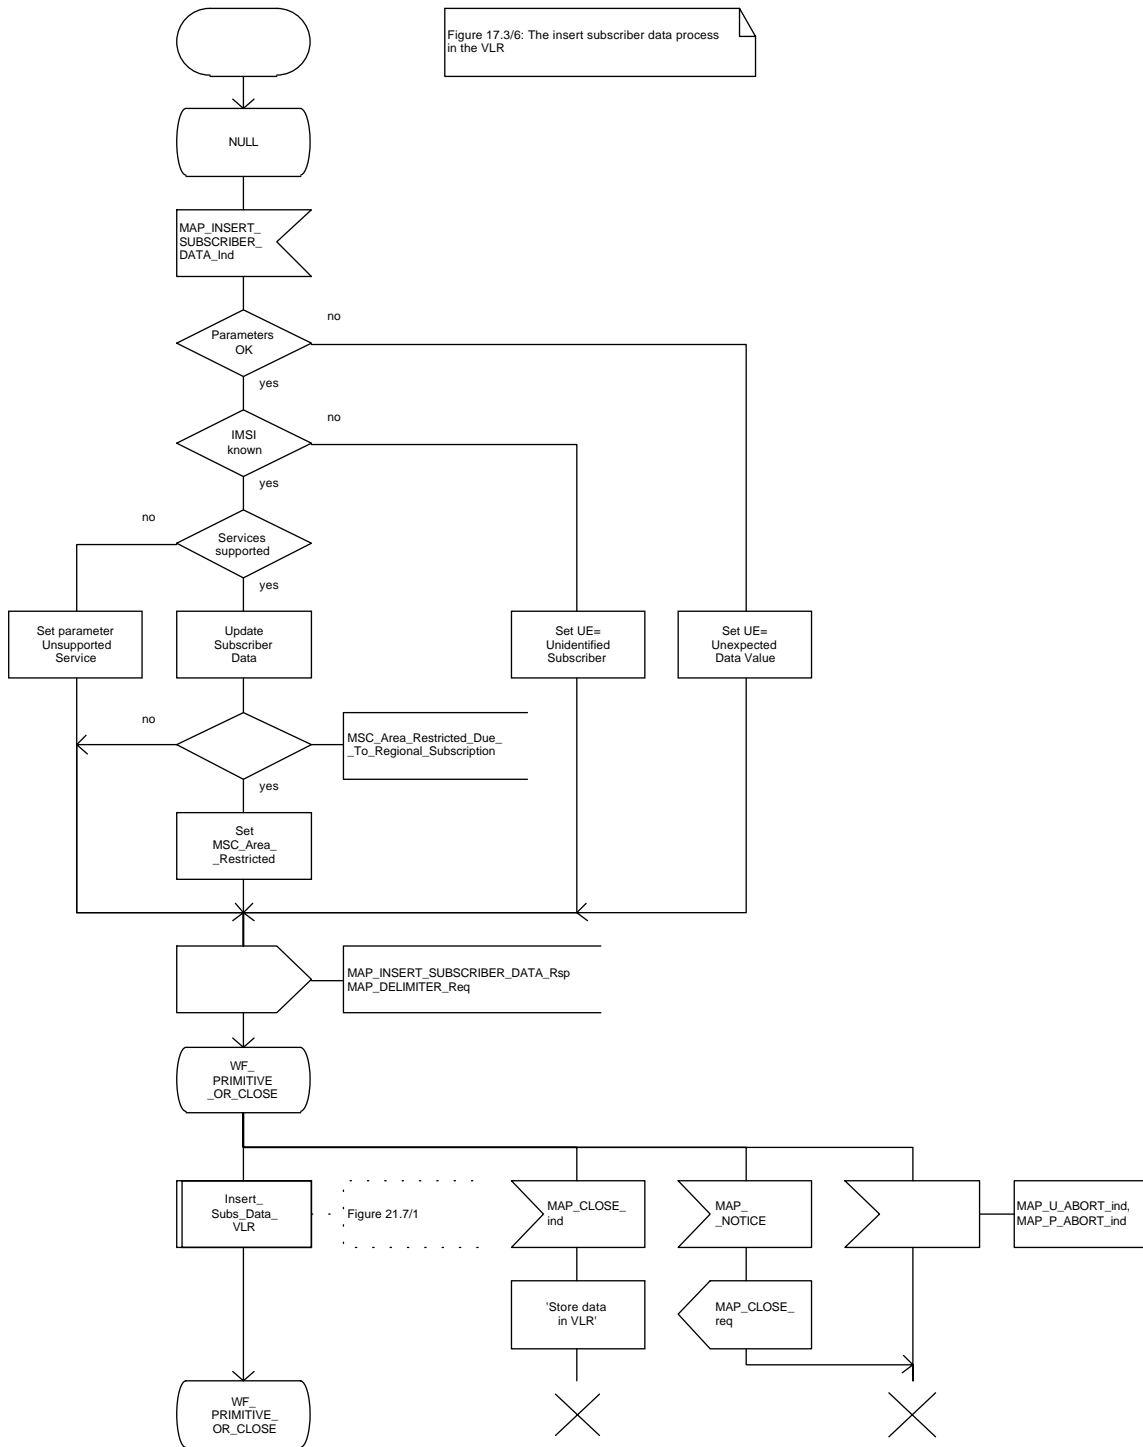 Figure 17.3/6: The insert subscriber data process
in the VLR
NULL
MAP_INSERT_
SUBSCRIBER_
DATA_Ind
no
Parameters
OK
yes
no
IMSI
known
yes
no
Services
supported
yes
Set parameter
Unsupported
Service
Update
Subscriber
Data
Set UE=
Unidentified
Subscriber
Set UE=
Unexpected
Data Value
no
MSC_Area_Restricted_Due_
_To_Regional_Subscription
yes
Set
MSC_Area_
_Restricted
MAP_INSERT_SUBSCRIBER_DATA_Rsp
MAP_DELIMITER_Req
WF_
PRIMITIVE
_OR_CLOSE
Insert_
Subs_Data_
VLR
Figure 21.7/1
MAP_CLOSE_
ind
MAP_
_NOTICE
MAP_U_ABORT_ind,
MAP_P_ABORT_ind
'Store data
in VLR'
MAP_CLOSE_
req
WF_
PRIMITIVE_
OR_CLOSE